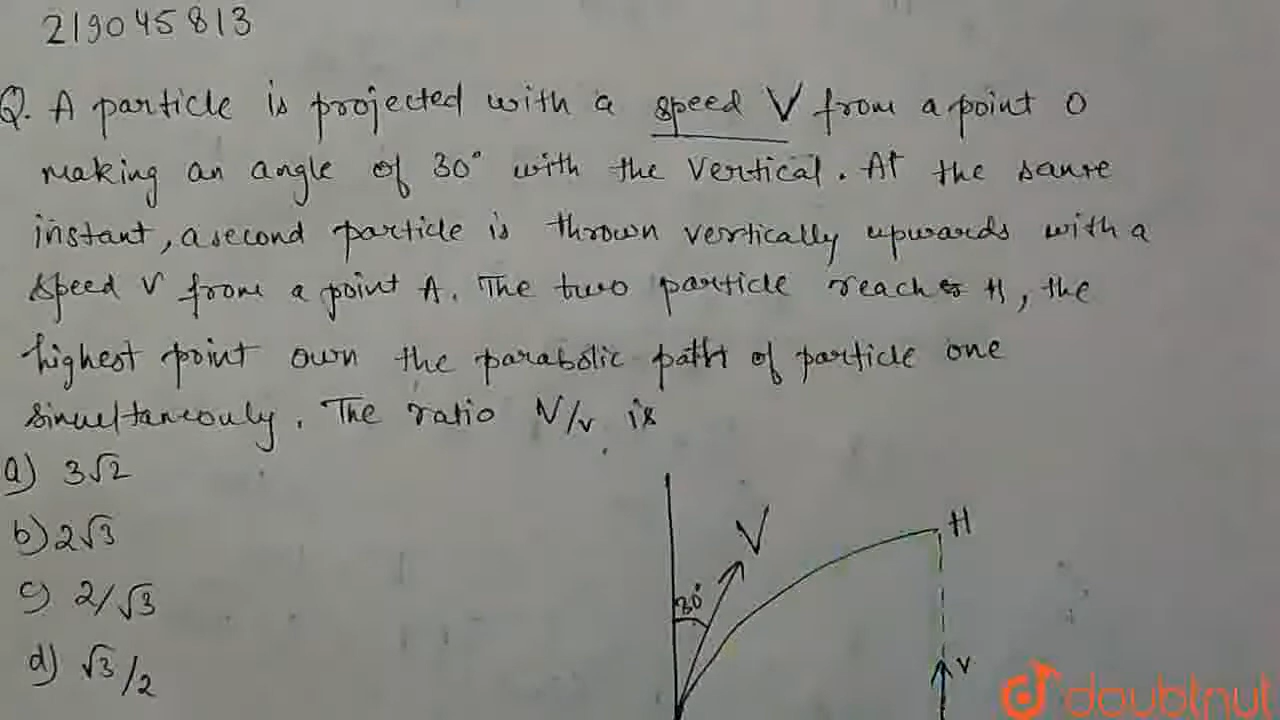 219045813
Q. A particle is projected with a speed V from a point O
making an angle of 30° with the vertical. At the same
instant, a second particle is thrown vertically upwards with a
speed v from a point A. The two particle reach H, the
highest point own the parabolic path of particle one
simultaneouly. The ratio V/v is
a) 3√2
b) 2√3
c) 2/√3
d) √3/2
V
H
30°
v
doubtnut